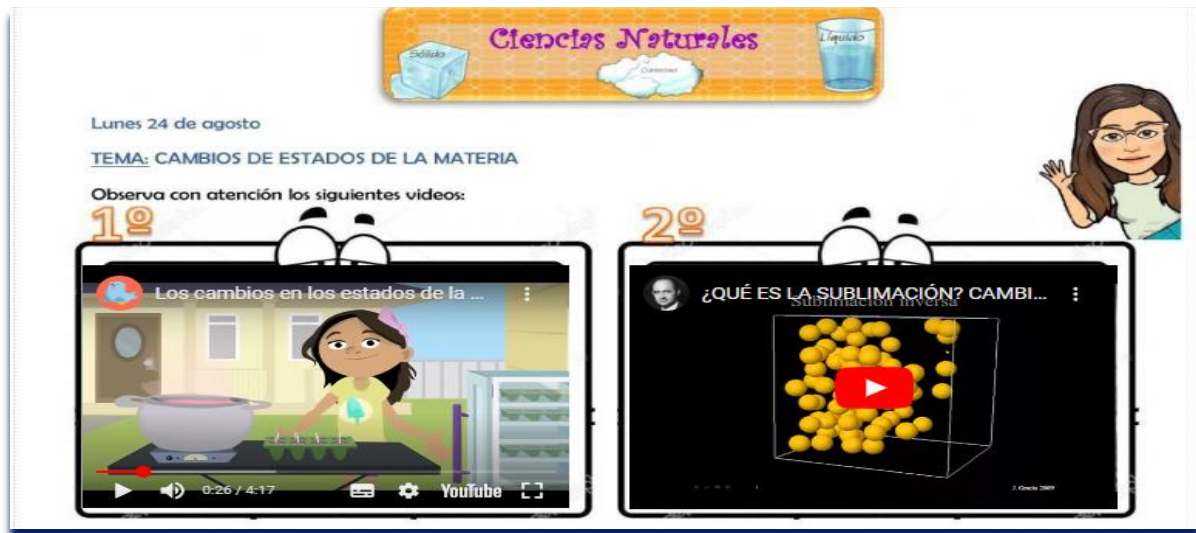 Ciencias Naturales
Sólido
Líquido
Gaseoso
Lunes 24 de agosto
TEMA: CAMBIOS DE ESTADOS DE LA MATERIA
Observa con atención los siguientes videos:
1º
2º
Los cambios en los estados de la ...
0:26 / 4:17
YouTube
¿QUÉ ES LA SUBLIMACIÓN? CAMBI...
Sublimación inversa
J. Gracia 2009